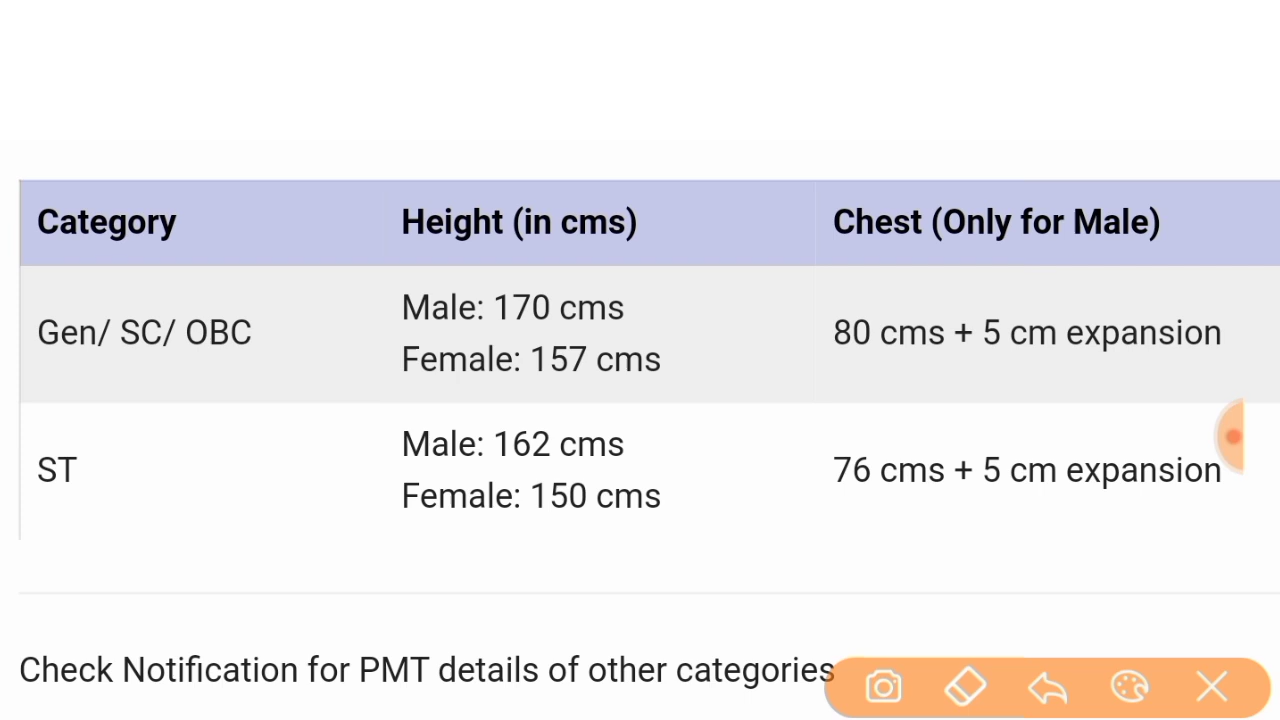 Category Height (in cms) Chest (Only for Male)
Gen/ SC/ OBC Male: 170 cms 80 cms + 5 cm expansion
Female: 157 cms
ST Male: 162 cms 76 cms + 5 cm expansion
Female: 150 cms
Check Notification for PMT details of other categories